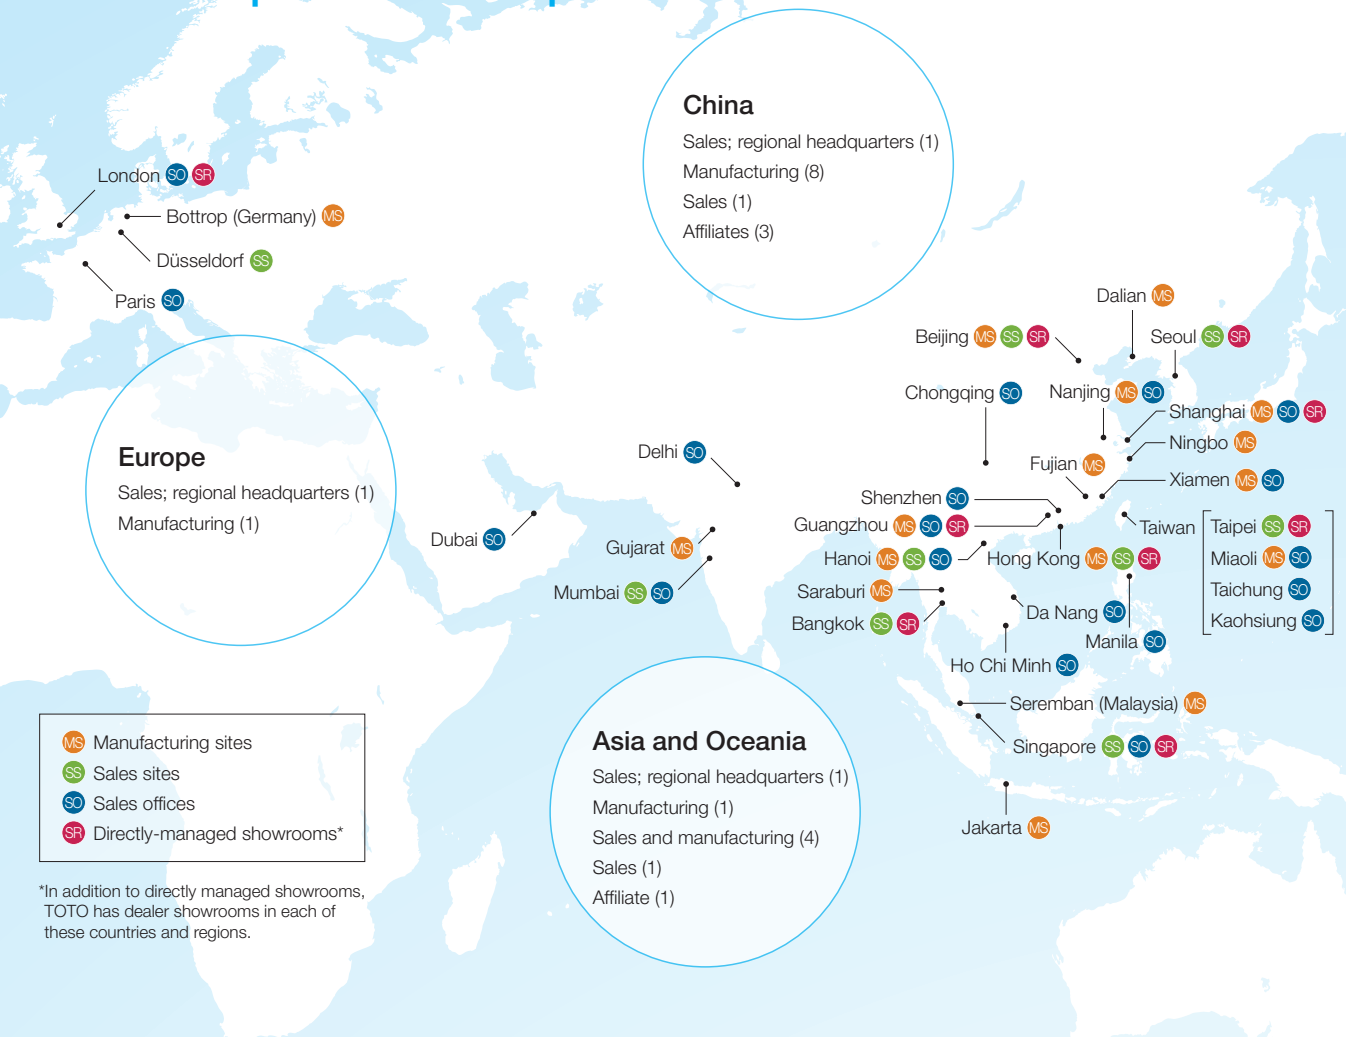 China
Sales; regional headquarters (1)
Manufacturing (8)
Sales (1)
Affiliates (3)
London SO SR
Bottrop (Germany) MS
Düsseldorf SS
Paris SO
Europe
Sales; regional headquarters (1)
Manufacturing (1)
Dalian MS
Beijing MS SS SR
Seoul SS SR
Chongqing SO
Nanjing MS SO
Shanghai MS SO SR
Ningbo MS
Fujian MS
Xiamen MS SO
Delhi SO
Shenzhen SO
Guangzhou MS SO SR
Taiwan
Taipei SS SR
Miaoli MS SO
Taichung SO
Kaohsiung SO
Dubai SO
Gujarat MS
Mumbai SS SO
Hanoi MS SS SO
Hong Kong MS SS SR
Saraburi MS
Bangkok SS SR
Da Nang SO
Manila SO
Ho Chi Minh SO
Seremban (Malaysia) MS
Singapore SS SO SR
Jakarta MS
Asia and Oceania
Sales; regional headquarters (1)
Manufacturing (1)
Sales and manufacturing (4)
Sales (1)
Affiliate (1)
MS Manufacturing sites
SS Sales sites
SO Sales offices
SR Directly-managed showrooms*
*In addition to directly managed showrooms,
TOTO has dealer showrooms in each of
these countries and regions.